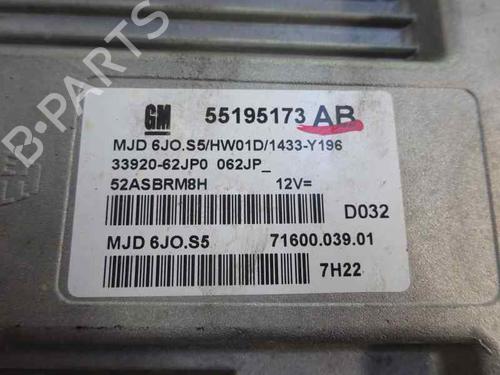 B-PARTS
GM 55195173 AB
MJD 6JO.S5/HW01D/1433-Y196
33920-62JP0 062JP_
52ASBRM8H 12V=
D032
MJD 6JO.S5 71600.039.01
7H22